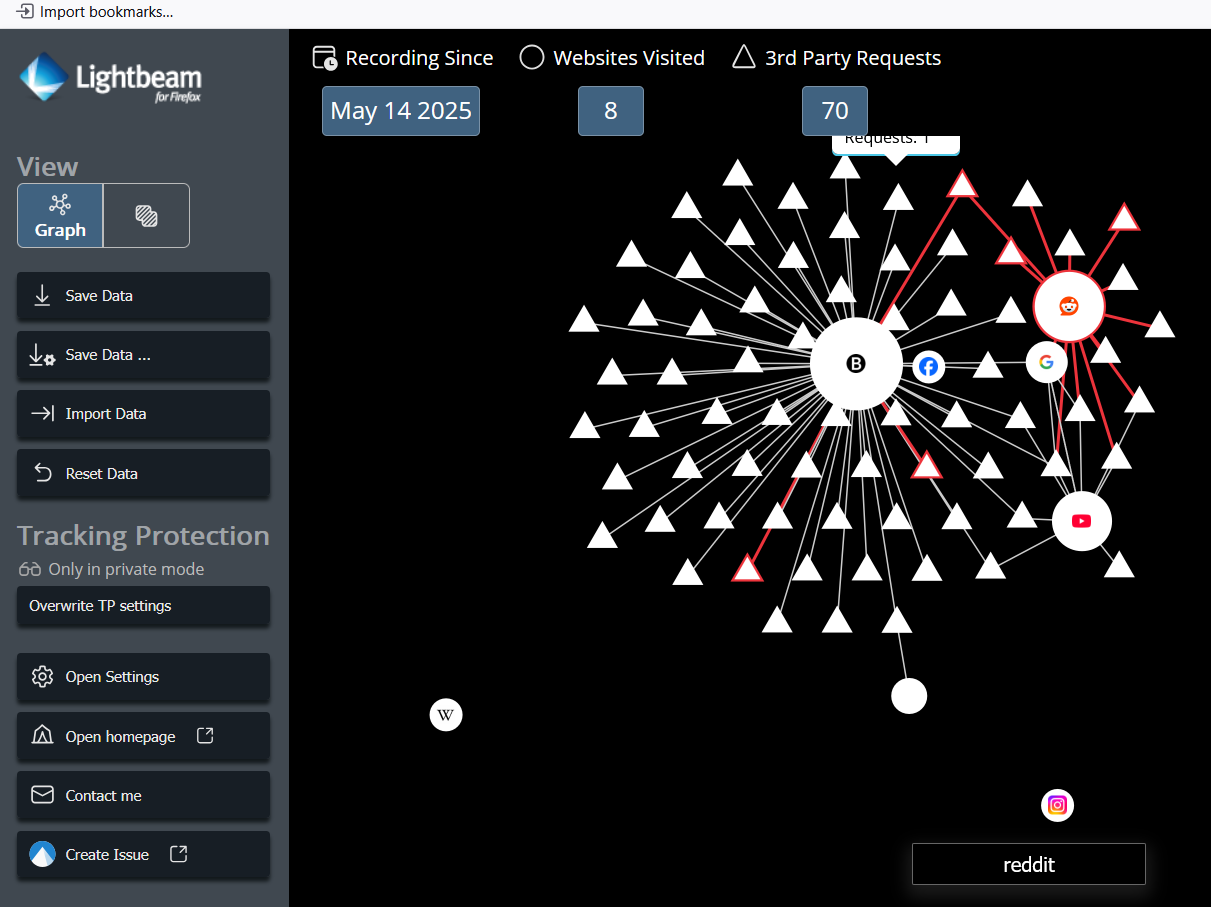 Import bookmarks...
Lightbeam
for Firefox
Recording Since
Websites Visited
3rd Party Requests
May 14 2025
8
70
Requests: 1
View
Graph
Save Data
Save Data ...
Import Data
Reset Data
Tracking Protection
Only in private mode
Overwrite TP settings
Open Settings
Open homepage
Contact me
Create Issue
B
G
W
reddit